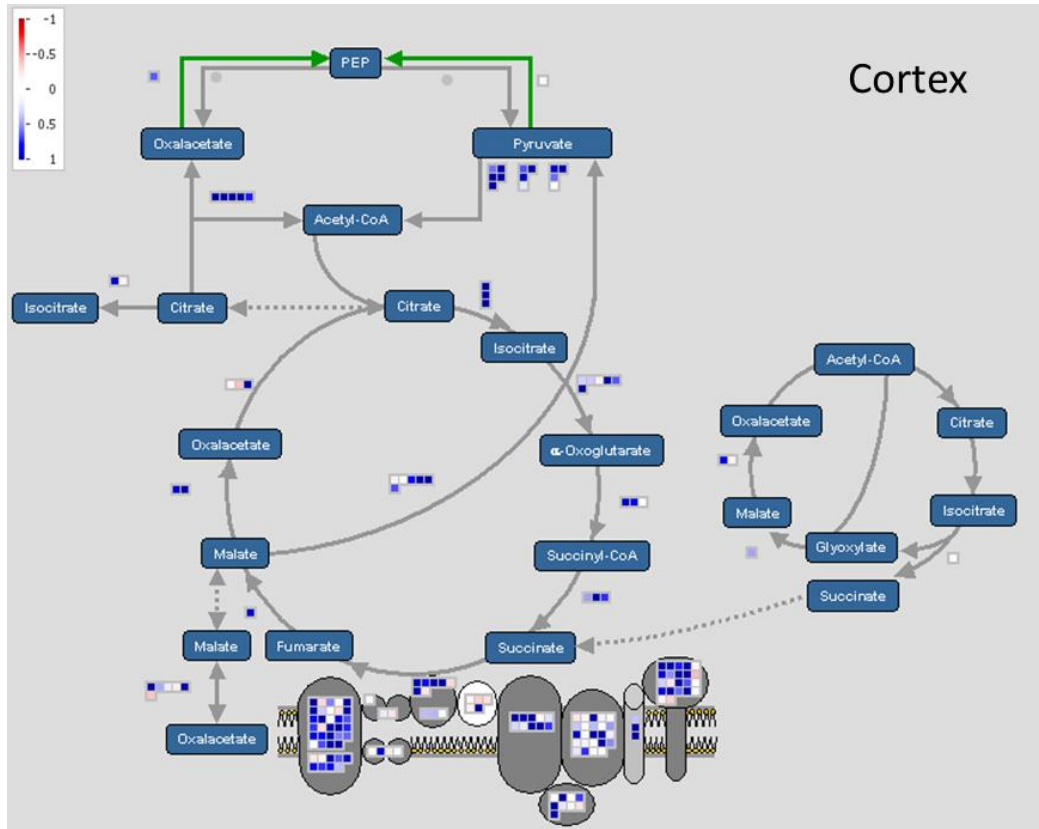 -1
-0.5
0
0.5
1
Cortex
PEP
Oxalacetate
Pyruvate
Acetyl-CoA
Isocitrate
Citrate
Citrate
Isocitrate
Acetyl-CoA
Oxalacetate
Citrate
Oxalacetate
α-Oxoglutarate
Malate
Isocitrate
Glyoxylate
Malate
Succinyl-CoA
Succinate
Malate
Fumarate
Succinate
Oxalacetate